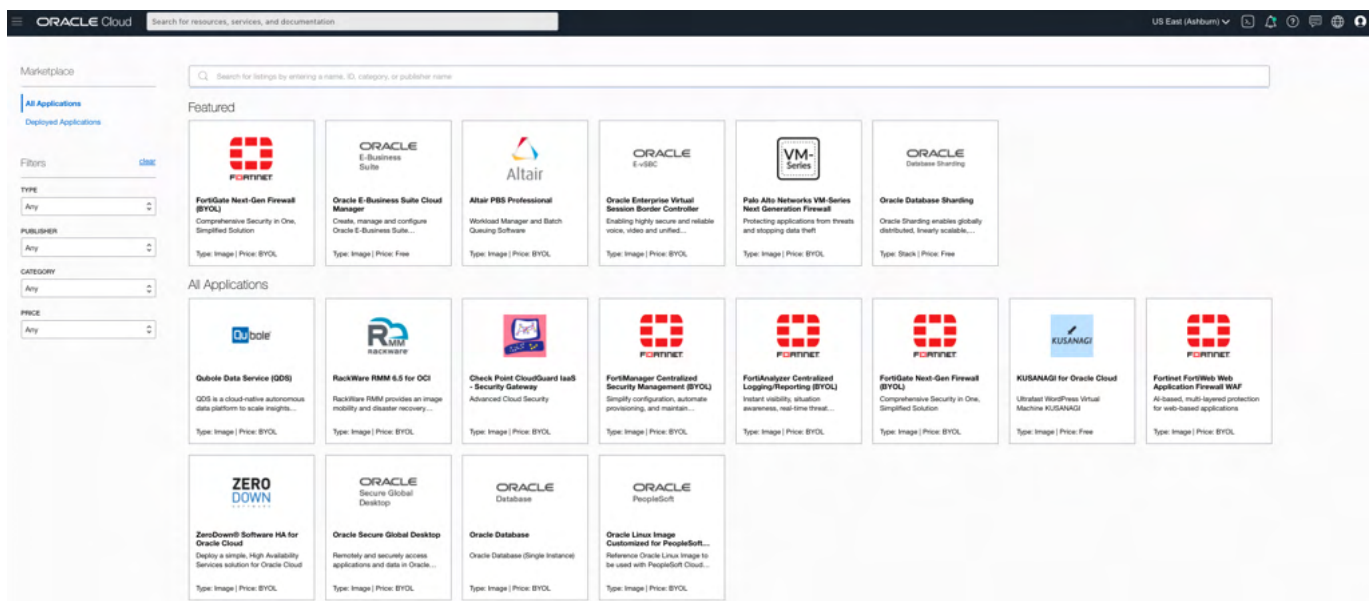 ORACLE Cloud
Search for resources, services, and documentation
US East (Ashburn)
Marketplace
All Applications
Deployed Applications
Filters
clear
TYPE
Any
PUBLISHER
Any
CATEGORY
Any
PRICE
Any
Search for listings by entering a name, ID, category, or publisher name
Featured
FORTINET
FortiGate Next-Gen Firewall
(BYOL)
Comprehensive Security in One,
Simplified Solution
Type: Image | Price: BYOL
ORACLE
E-Business
Suite
Oracle E-Business Suite Cloud
Manager
Create, manage and configure
Oracle E-Business Suite...
Type: Image | Price: Free
Altair
Altair PBS Professional
Workload Manager and Batch
Queuing Software
Type: Image | Price: BYOL
ORACLE
E-vSBC
Oracle Enterprise Virtual
Session Border Controller
Enabling highly secure and reliable
voice, video and unified...
Type: Image | Price: BYOL
VM-
Series
Palo Alto Networks VM-Series
Next Generation Firewall
Protecting applications from threats
and stopping data theft
Type: Image | Price: BYOL
ORACLE
Database Sharding
Oracle Database Sharding
Oracle Sharding enables globally
distributed, linearly scalable,...
Type: Stack | Price: Free
All Applications
Qubole
Qubole Data Service (QDS)
QDS is a cloud-native autonomous
data platform to scale insights...
Type: Image | Price: BYOL
RMM
RACKWARE
RackWare RMM 6.5 for OCI
RackWare RMM provides an image
mobility and disaster recovery...
Type: Image | Price: BYOL
Check Point CloudGuard IaaS
- Security Gateway
Advanced Cloud Security
Type: Image | Price: BYOL
FORTINET
FortiManager Centralized
Security Management (BYOL)
Simplify configuration, automate
provisioning, and maintain...
Type: Image | Price: BYOL
FORTINET
FortiAnalyzer Centralized
Logging/Reporting (BYOL)
Instant visibility, situation
awareness, real-time threat...
Type: Image | Price: BYOL
FORTINET
FortiGate Next-Gen Firewall
(BYOL)
Comprehensive Security in One,
Simplified Solution
Type: Image | Price: BYOL
KUSANAGI
KUSANAGI for Oracle Cloud
Ultrafast WordPress Virtual
Machine KUSANAGI
Type: Image | Price: Free
FORTINET
Fortinet FortiWeb Web
Application Firewall WAF
AI-based, multi-layered protection
for web-based applications
Type: Image | Price: BYOL
ZERO
DOWN
SOFTWARE
ZeroDown® Software HA for
Oracle Cloud
Deploy a simple, High Availability
Services solution for Oracle Cloud
Type: Image | Price: BYOL
ORACLE
Secure Global
Desktop
Oracle Secure Global Desktop
Remotely and securely access
applications and data in Oracle...
Type: Image | Price: BYOL
ORACLE
Database
Oracle Database
Oracle Database (Single Instance)
Type: Image | Price: BYOL
ORACLE
PeopleSoft
Oracle Linux Image
Customized for PeopleSoft...
Reference Oracle Linux Image to
be used with PeopleSoft Cloud...
Type: Image | Price: BYOL